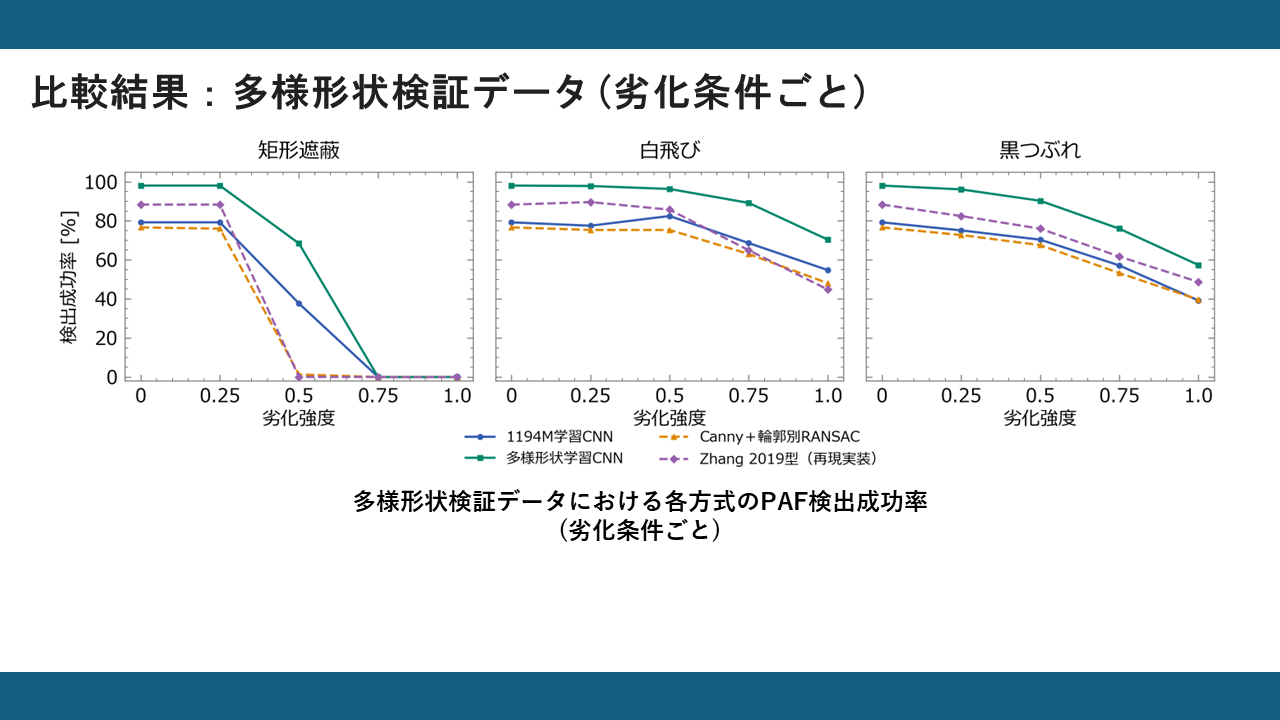 比較結果：多様形状検証データ(劣化条件ごと)
矩形遮蔽
白飛び
黒つぶれ
検出成功率 [%]
100
80
60
40
20
0
0 0.25 0.5 0.75 1.0
0 0.25 0.5 0.75 1.0
0 0.25 0.5 0.75 1.0
劣化強度
劣化強度
劣化強度
1194M学習CNN
多様形状学習CNN
Canny＋輪郭別RANSAC
Zhang 2019型（再現実装）
多様形状検証データにおける各方式のPAF検出成功率
(劣化条件ごと)